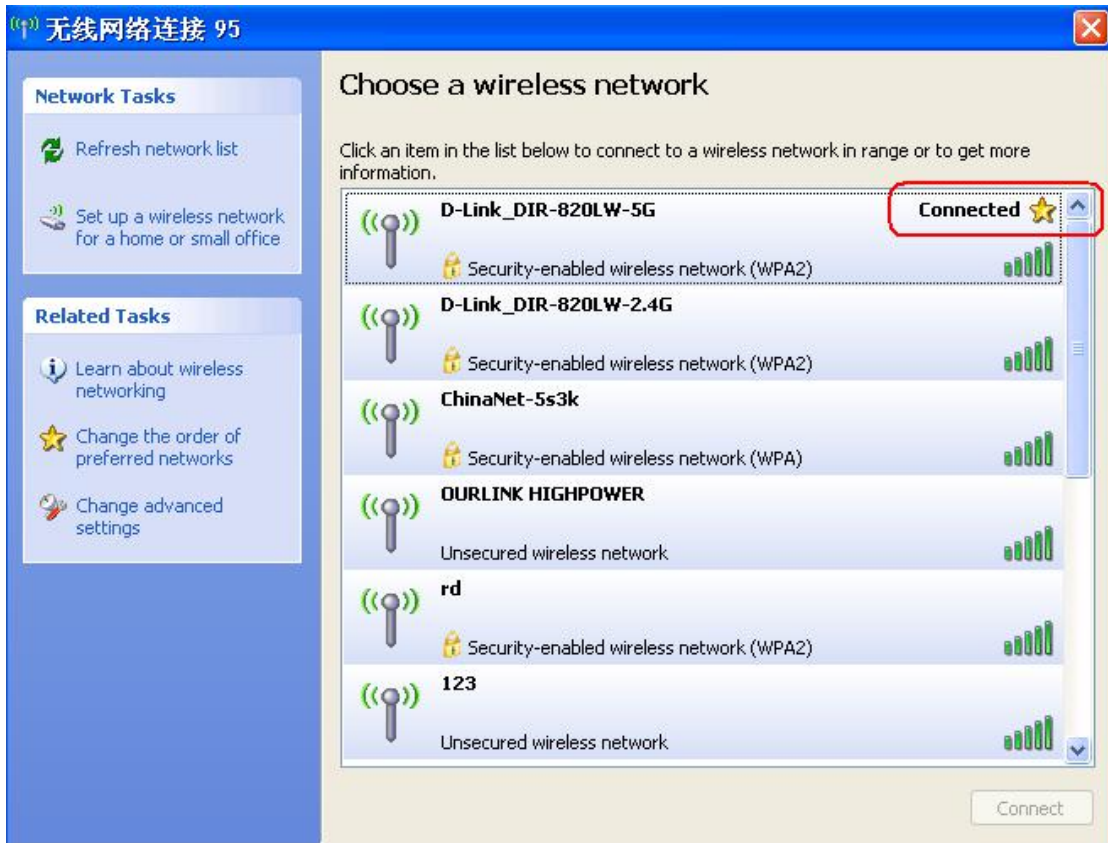 无线网络连接 95
Network Tasks
Refresh network list
Set up a wireless network
for a home or small office
Related Tasks
Learn about wireless
networking
Change the order of
preferred networks
Change advanced
settings
Choose a wireless network
Click an item in the list below to connect to a wireless network in range or to get more
information.
D-Link_DIR-820LW-5G
Connected
Security-enabled wireless network (WPA2)
D-Link_DIR-820LW-2.4G
Security-enabled wireless network (WPA2)
ChinaNet-5s3k
Security-enabled wireless network (WPA)
OURLINK HIGHPOWER
Unsecured wireless network
rd
Security-enabled wireless network (WPA2)
123
Unsecured wireless network
Connect